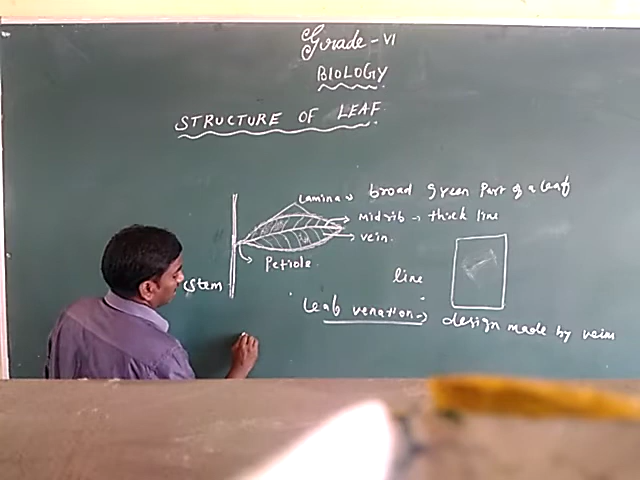 Grade - VI
BIOLOGY
STRUCTURE OF LEAF
Lamina → broad green part of a leaf
midrib → thick line
vein.
Petiole
Stem
line
Leaf venation → design made by veins